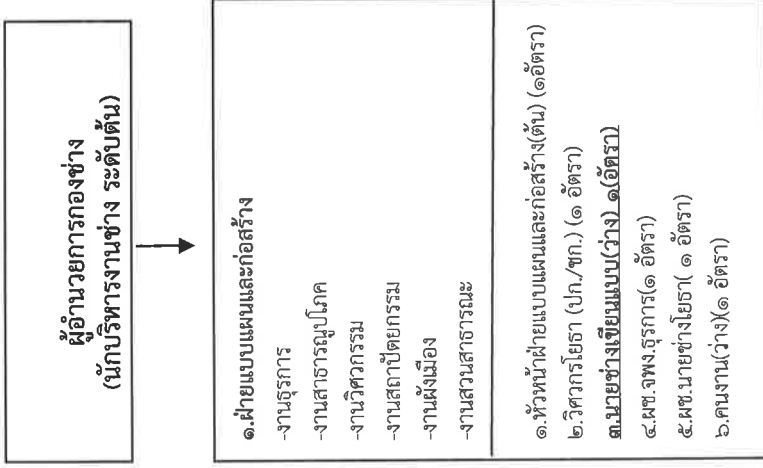 ผู้อำนวยการกองช่าง
(นักบริหารงานช่าง ระดับต้น)
๑.ฝ่ายแบบแผนและก่อสร้าง
-งานธุรการ
-งานสาธารณูปโภค
-งานวิศวกรรม
-งานสถาปัตยกรรม
-งานผังเมือง
-งานสวนสาธารณะ
๑.หัวหน้าฝ่ายแบบแผนและก่อสร้าง(ต้น) (๑อัตรา)
๒.วิศวกรโยธา (ปก./ชก.) (๑ อัตรา)
๓.นายช่างเขียนแบบ(ว่าง) ๑(อัตรา)
๔.ผช.จพง.ธุรการ(๑ อัตรา)
๕.ผช.นายช่างโยธา( ๑ อัตรา)
๖.คนงาน(ว่าง)(๑ อัตรา)